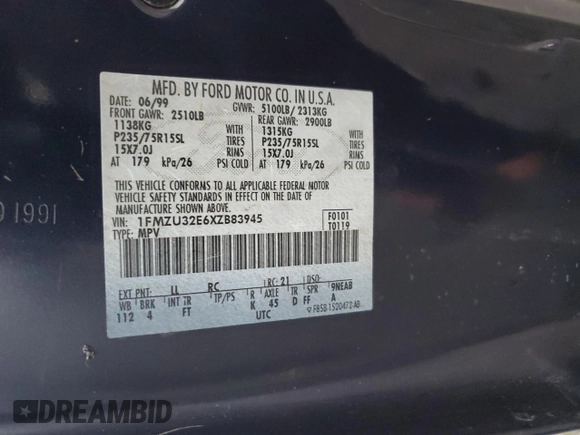 MFD. BY FORD MOTOR CO. IN U.S.A.
DATE: 06/99 GVWR: 5100LB/ 2313KG
FRONT GAWR: 2510LB REAR GAWR: 2900LB
1138KG WITH 1315KG WITH
P235/75R15SL TIRES P235/75R15SL TIRES
15X7.0J RIMS 15X7.0J RIMS
AT 179 kPa/26 PSI COLD AT 179 kPa/26 PSI COLD
THIS VEHICLE CONFORMS TO ALL APPLICABLE FEDERAL MOTOR
VEHICLE SAFETY STANDARDS IN EFFECT ON THE DATE OF
MANUFACTURE SHOWN ABOVE.
VIN: 1FMZU32E6XZB83945 F0101
TYPE: MPV T0119
EXT PNT: LL RC: RC: 21 DSO:
WB BRK INT TR TP/PS R AXLE TR SPR 9NEAB
112 4 FT K 45 D FF A
UTC
1661
DREAMBID